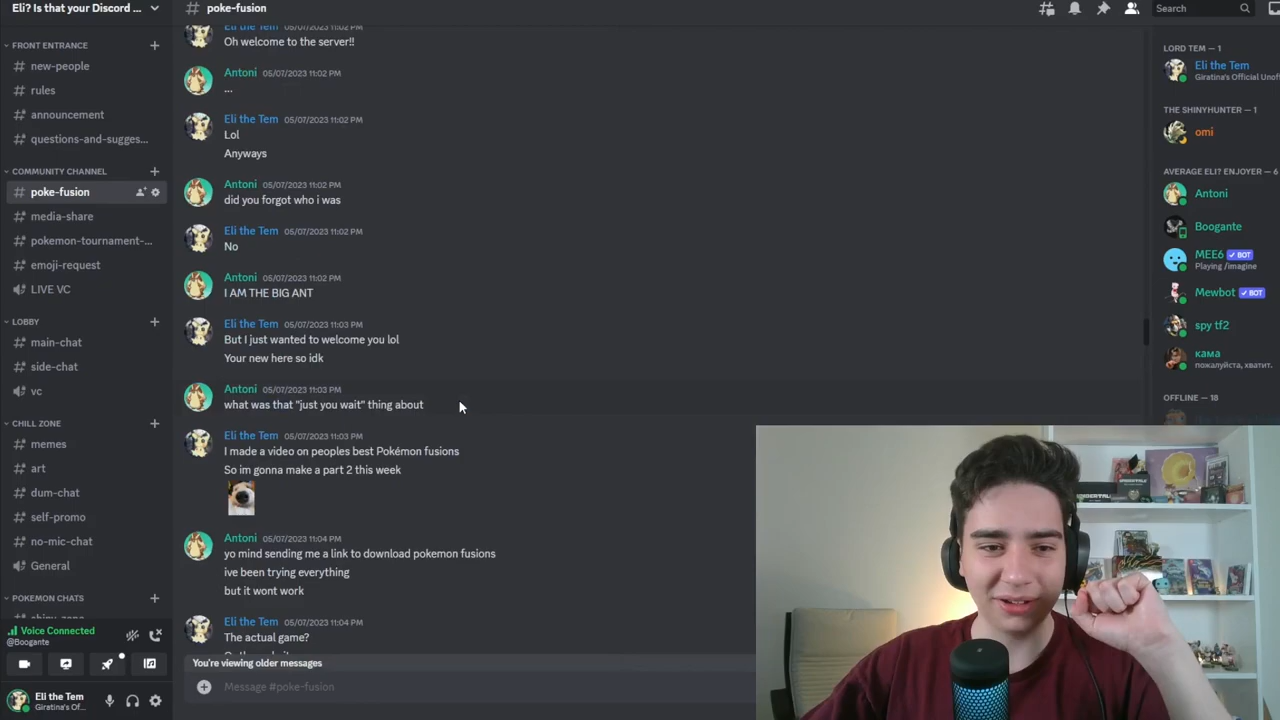 Eli? Is that your Discord ...
poke-fusion
Search
FRONT ENTRANCE
new-people
rules
announcement
questions-and-sugges...
COMMUNITY CHANNEL
poke-fusion
media-share
pokemon-tournament-...
emoji-request
LIVE VC
LOBBY
main-chat
side-chat
vc
CHILL ZONE
memes
art
dum-chat
self-promo
no-mic-chat
General
POKEMON CHATS
shiny-zone
Voice Connected
@Boogante
Eli the Tem
Giratina's Of...
Eli the Tem 05/07/2023 11:02 PM
Oh welcome to the server!!
Antoni 05/07/2023 11:02 PM
...
Eli the Tem 05/07/2023 11:02 PM
Lol
Anyways
Antoni 05/07/2023 11:02 PM
did you forgot who i was
Eli the Tem 05/07/2023 11:02 PM
No
Antoni 05/07/2023 11:02 PM
I AM THE BIG ANT
Eli the Tem 05/07/2023 11:03 PM
But I just wanted to welcome you lol
Your new here so idk
Antoni 05/07/2023 11:03 PM
what was that "just you wait" thing about
Eli the Tem 05/07/2023 11:03 PM
I made a video on peoples best Pokémon fusions
So im gonna make a part 2 this week
Antoni 05/07/2023 11:04 PM
yo mind sending me a link to download pokemon fusions
ive been trying everything
but it wont work
Eli the Tem 05/07/2023 11:04 PM
The actual game?
You're viewing older messages
Message #poke-fusion
LORD TEM — 1
Eli the Tem
Giratina's Official Unof
THE SHINYHUNTER — 1
omi
AVERAGE ELI? ENJOYER — 6
Antoni
Boogante
MEE6 BOT
Playing /imagine
Mewbot BOT
spy tf2
кама
пожалуйста, хватит.
OFFLINE — 18